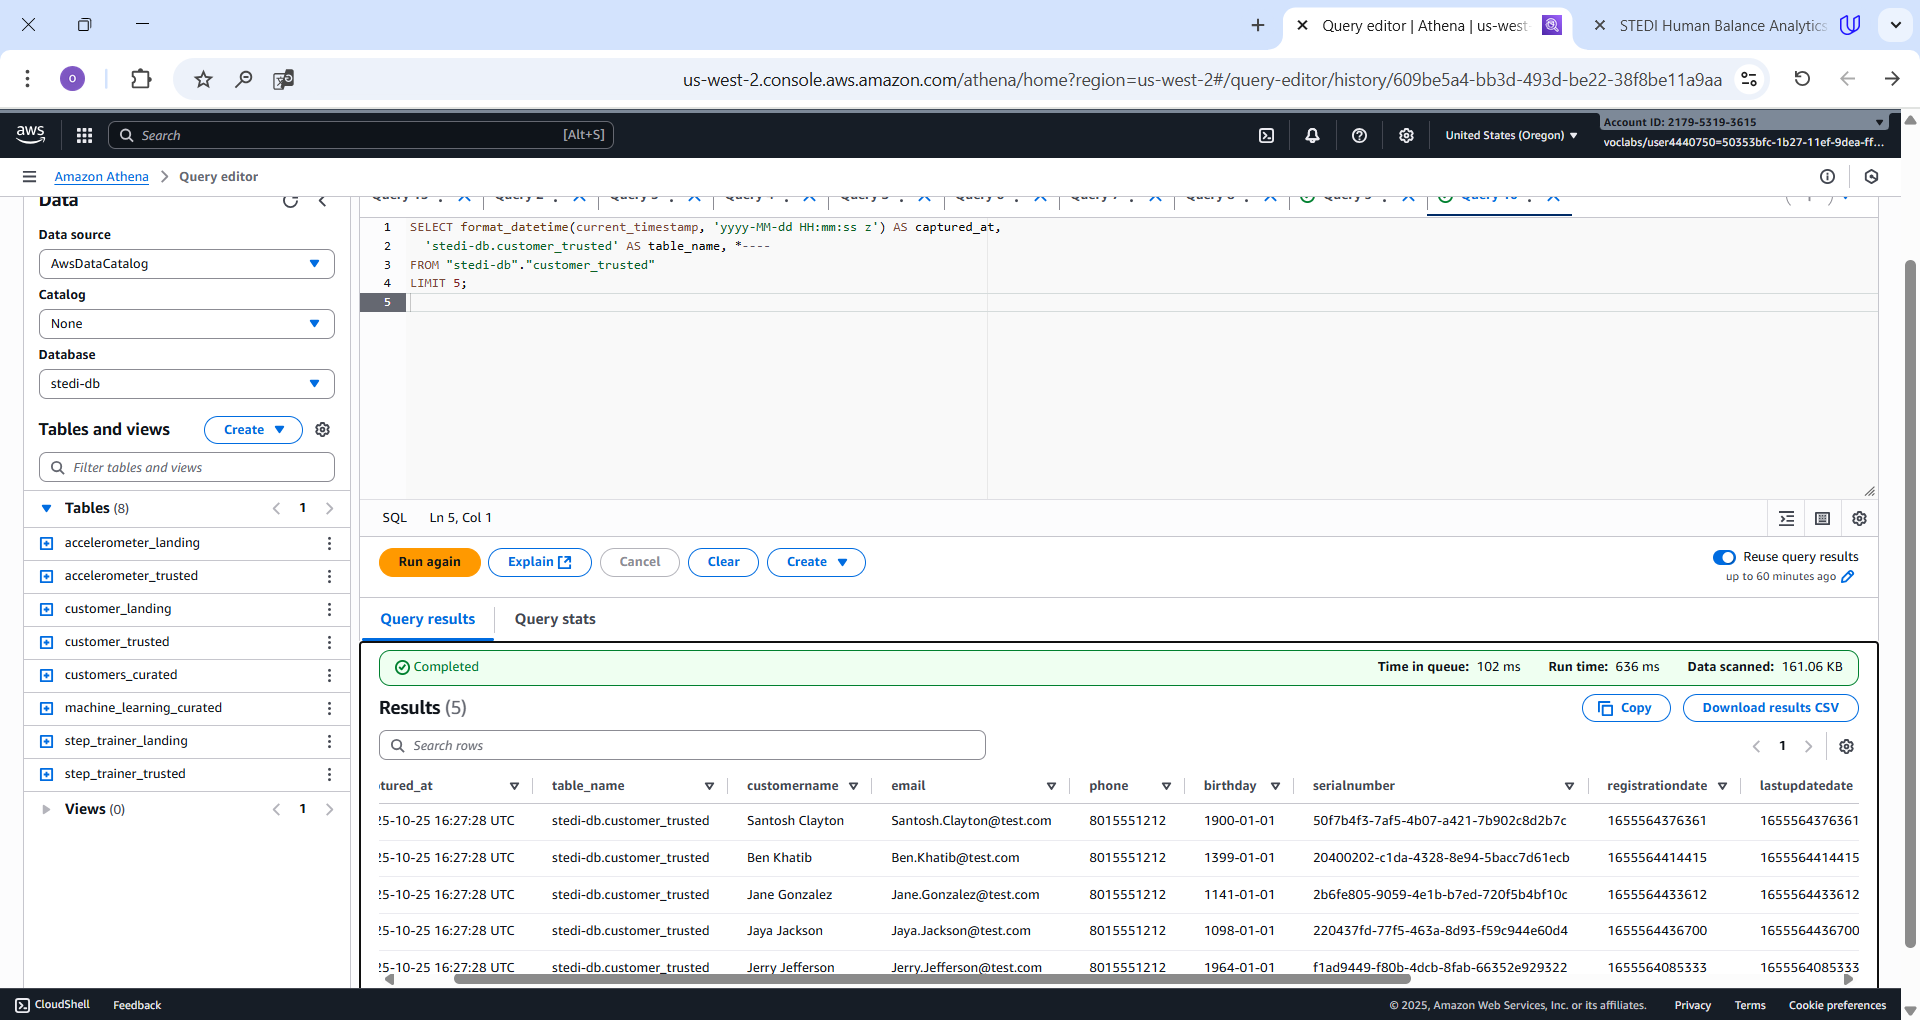 Query editor | Athena | us-west-
STEDI Human Balance Analytics
O
us-west-2.console.aws.amazon.com/athena/home?region=us-west-2#/query-editor/history/609be5a4-bb3d-493d-be22-38f8be11a9aa
aws
Search
[Alt+S]
United States (Oregon)
Account ID: 2179-5319-3615
voclabs/user4440750=50353bfc-1b27-11ef-9dea-ff...
Amazon Athena
Query editor
Data
Data source
AwsDataCatalog
Catalog
None
Database
stedi-db
Tables and views
Create
Filter tables and views
Tables (8)
1
accelerometer_landing
accelerometer_trusted
customer_landing
customer_trusted
customers_curated
machine_learning_curated
step_trainer_landing
step_trainer_trusted
Views (0)
1
1 SELECT format_datetime(current_timestamp, 'yyyy-MM-dd HH:mm:ss z') AS captured_at,
2 'stedi-db.customer_trusted' AS table_name, *----
3 FROM "stedi-db"."customer_trusted"
4 LIMIT 5;
5
SQL
Ln 5, Col 1
Run again
Explain
Cancel
Clear
Create
Reuse query results
up to 60 minutes ago
Query results
Query stats
Completed
Time in queue: 102 ms
Run time: 636 ms
Data scanned: 161.06 KB
Results (5)
Copy
Download results CSV
Search rows
1
tured_at table_name customername email phone birthday serialnumber registrationdate lastupdatedate
25-10-25 16:27:28 UTC stedi-db.customer_trusted Santosh Clayton Santosh.Clayton@test.com 8015551212 1900-01-01 50f7b4f3-7af5-4b07-a421-7b902c8d2b7c 1655564376361 1655564376361
25-10-25 16:27:28 UTC stedi-db.customer_trusted Ben Khatib Ben.Khatib@test.com 8015551212 1399-01-01 20400202-c1da-4328-8e94-5bacc7d61ecb 1655564414415 1655564414415
25-10-25 16:27:28 UTC stedi-db.customer_trusted Jane Gonzalez Jane.Gonzalez@test.com 8015551212 1141-01-01 2b6fe805-9059-4e1b-b7ed-720f5b4bf10c 1655564433612 1655564433612
25-10-25 16:27:28 UTC stedi-db.customer_trusted Jaya Jackson Jaya.Jackson@test.com 8015551212 1098-01-01 220437fd-77f5-463a-8d93-f59c944e60d4 1655564436700 1655564436700
25-10-25 16:27:28 UTC stedi-db.customer_trusted Jerry Jefferson Jerry.Jefferson@test.com 8015551212 1964-01-01 f1ad9449-f80b-4dcb-8fab-66352e929322 1655564085333 1655564085333
CloudShell
Feedback
© 2025, Amazon Web Services, Inc. or its affiliates.
Privacy
Terms
Cookie preferences